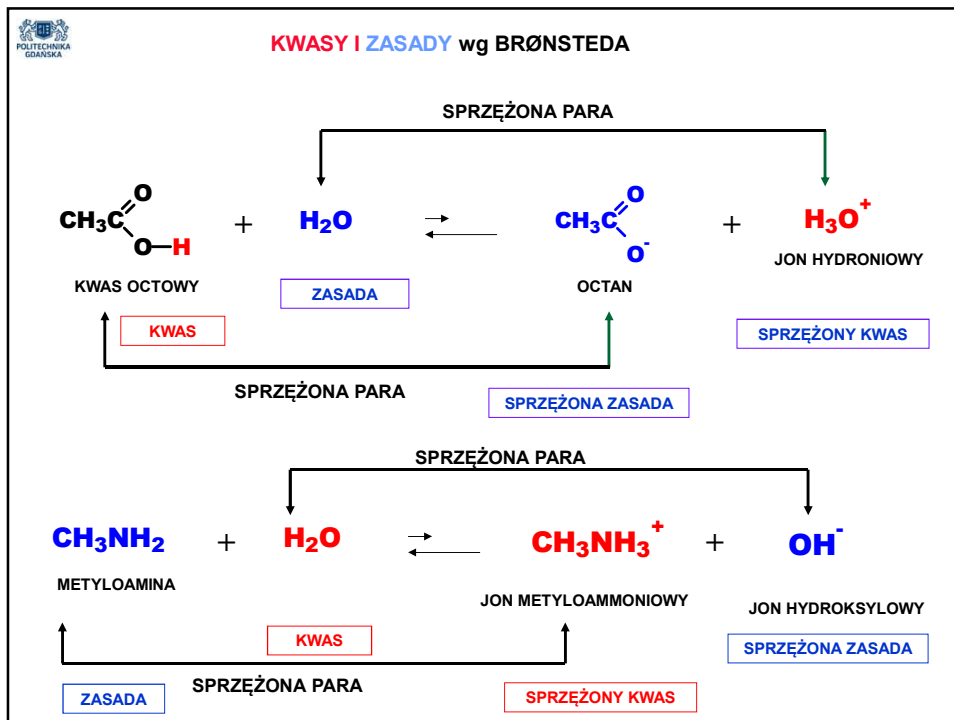 POLITECHNIKA
GDAŃSKA
KWASY I ZASADY wg BRØNSTEDA
SPRZĘŻONA PARA
CH₃C O O–H + H₂O ⇌ CH₃C O O⁻ + H₃O⁺
KWAS OCTOWY
OCTAN
JON HYDRONIOWY
KWAS
ZASADA
SPRZĘŻONY KWAS
SPRZĘŻONA PARA
SPRZĘŻONA ZASADA
SPRZĘŻONA PARA
CH₃NH₂ + H₂O ⇌ CH₃NH₃⁺ + OH⁻
METYLOAMINA
JON METYLOAMMONIOWY
JON HYDROKSYLOWY
KWAS
SPRZĘŻONA ZASADA
SPRZĘŻONA PARA
ZASADA
SPRZĘŻONY KWAS